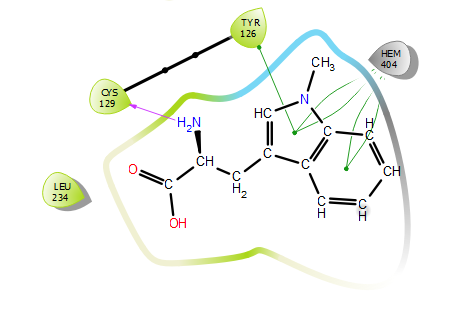 TYR
126
HEM
404
CH3
CYS
129
N
HC
H2N
H
C
CH
C
C
CH
O
C
C
H2
C
H
C
H
OH
LEU
234